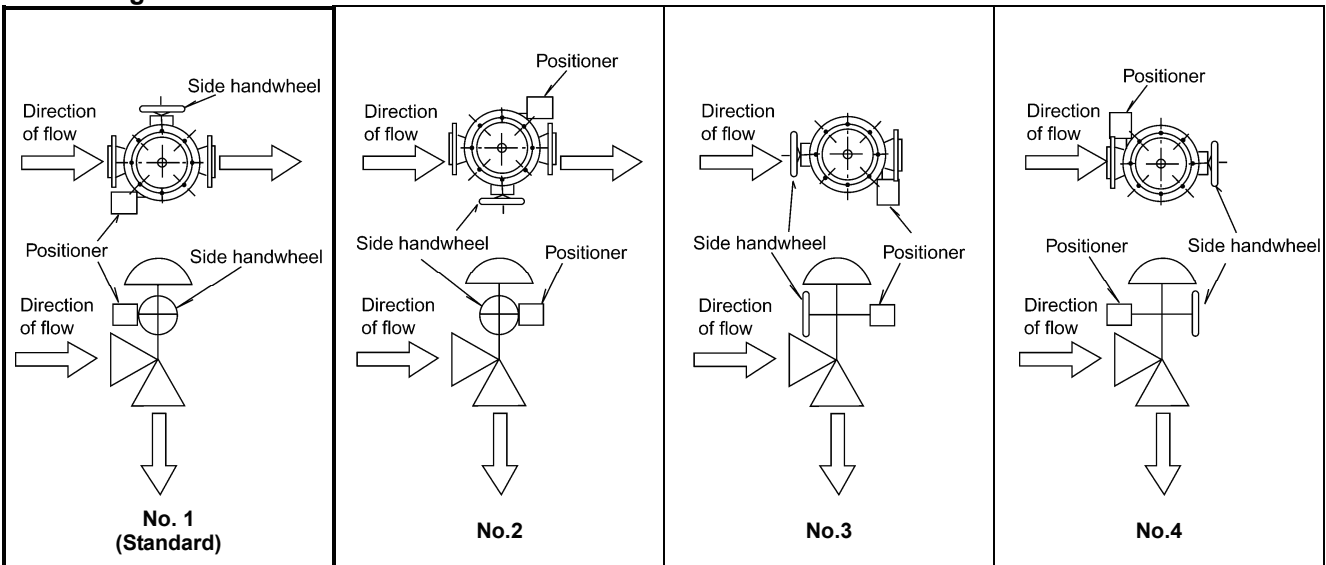 Side handwheel
Direction
of flow
Positioner
Side handwheel
Direction
of flow
No. 1
(Standard)
Positioner
Direction
of flow
Side handwheel
Positioner
Direction
of flow
No.2
Direction
of flow
Side handwheel
Positioner
Direction
of flow
No.3
Positioner
Direction
of flow
Positioner
Side handwheel
Direction
of flow
No.4